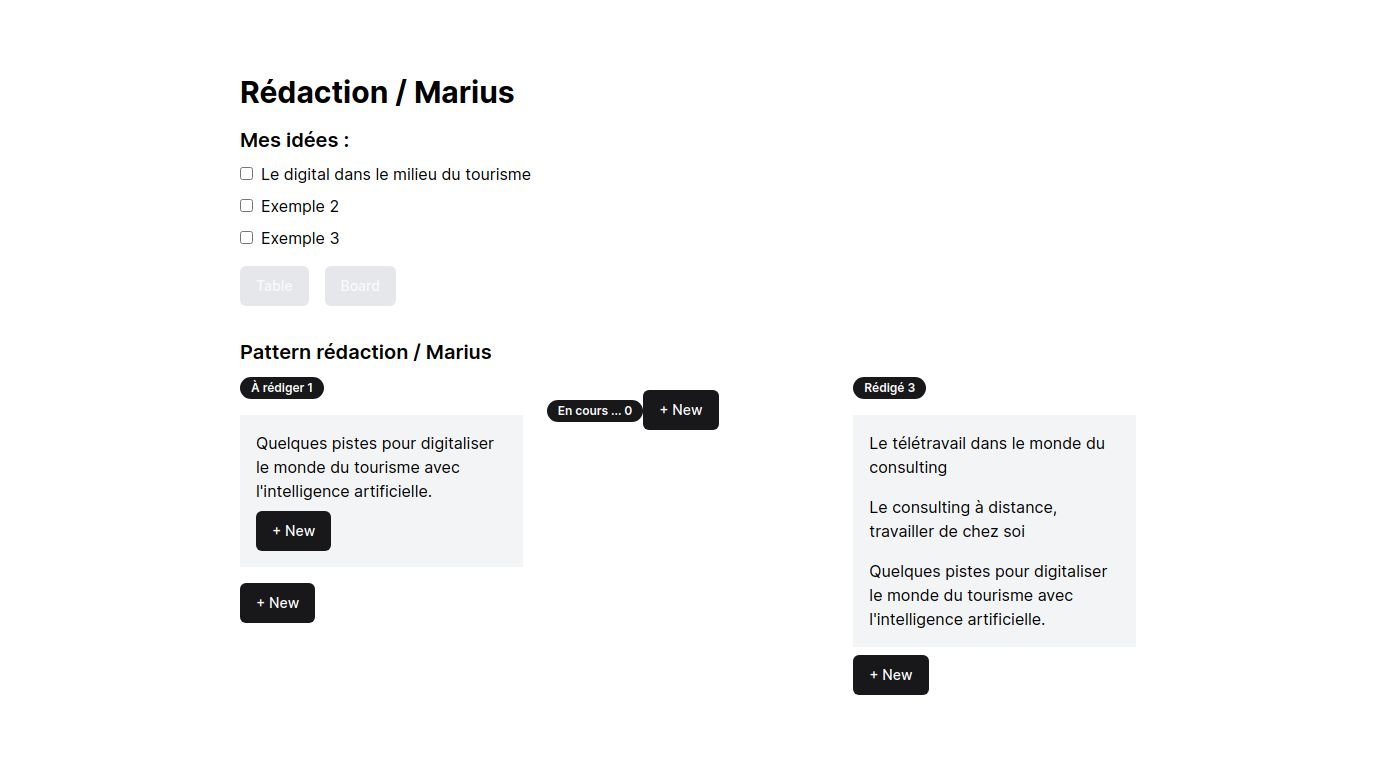 Rédaction / Marius
Mes idées :
Le digital dans le milieu du tourisme
Exemple 2
Exemple 3
Table
Board
Pattern rédaction / Marius
À rédiger 1
Quelques pistes pour digitaliser
le monde du tourisme avec
l'intelligence artificielle.
+ New
+ New
En cours ... 0
+ New
Rédigé 3
Le télétravail dans le monde du
consulting
Le consulting à distance,
travailler de chez soi
Quelques pistes pour digitaliser
le monde du tourisme avec
l'intelligence artificielle.
+ New